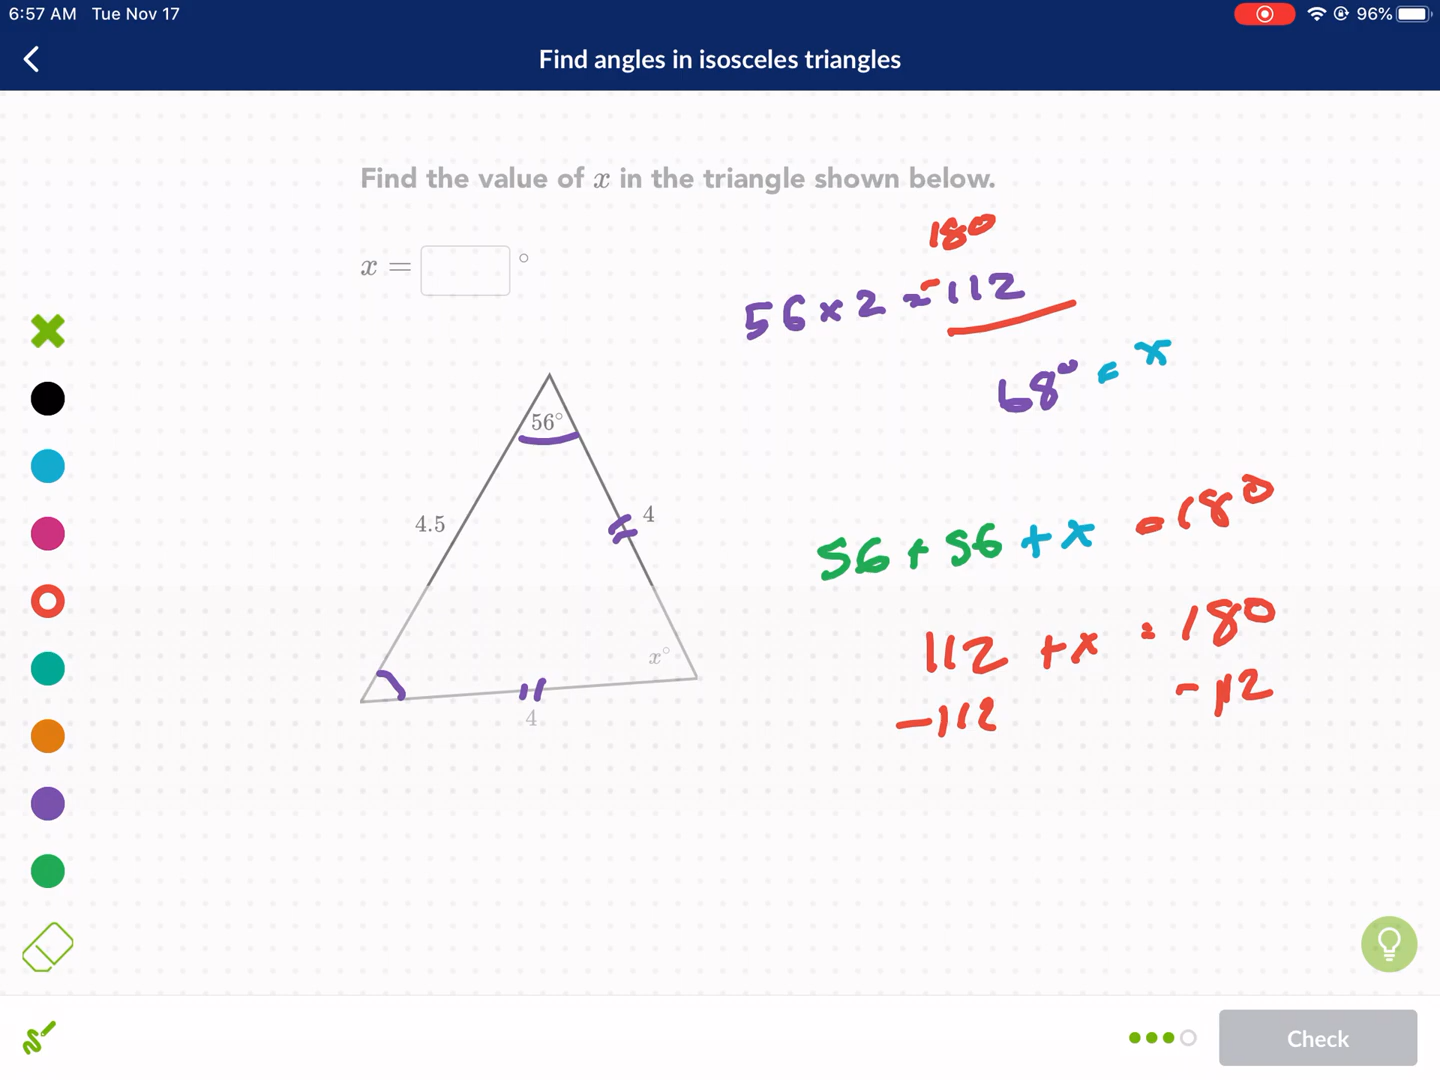 6:57 AM Tue Nov 17
96%
Find angles in isosceles triangles
Find the value of x in the triangle shown below.
x = °
180
56 x 2 = -112
68° = x
56°
4.5
4
x°
4
56 + 56 + x = 180
112 + x = 180
-112 -112
Check